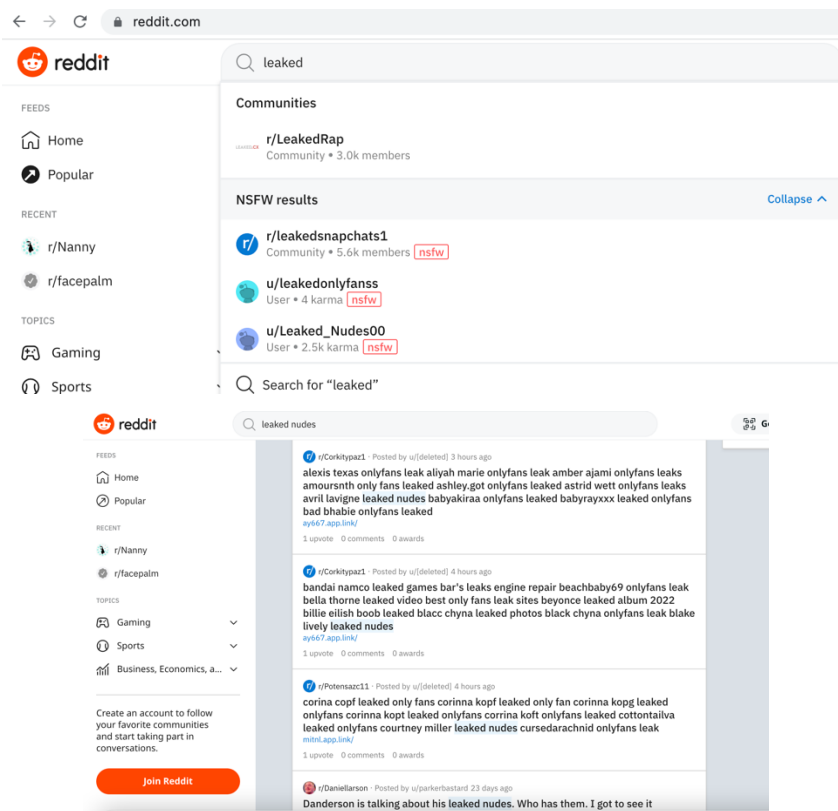 reddit.com
reddit
leaked
FEEDS
Home
Popular
RECENT
r/Nanny
r/facepalm
TOPICS
Gaming
Sports
Communities
r/LeakedRap
Community • 3.0k members
NSFW results
Collapse
r/leakedsnapchats1
Community • 5.6k members nsfw
u/leakedonlyfanss
User • 4 karma nsfw
u/Leaked_Nudes00
User • 2.5k karma nsfw
Search for “leaked”
reddit
leaked nudes
FEEDS
Home
Popular
RECENT
r/Nanny
r/facepalm
TOPICS
Gaming
Sports
Business, Economics, a...
Create an account to follow
your favorite communities
and start taking part in
conversations.
Join Reddit
r/Corkitypaz1 · Posted by u/[deleted] 3 hours ago
alexis texas onlyfans leak aliyah marie onlyfans leak amber ajami onlyfans leaks
amoursnth only fans leaked ashley.got onlyfans leaked astrid wett onlyfans leaks
avril lavigne leaked nudes babyakiraa onlyfans leaked babyrayxxx leaked onlyfans
bad bhabie onlyfans leaked
ay667.app.link/
1 upvote 0 comments 0 awards
r/Corkitypaz1 · Posted by u/[deleted] 4 hours ago
bandai namco leaked games bar's leaks engine repair beachbaby69 onlyfans leak
bella thorne leaked video best only fans leak sites beyonce leaked album 2022
billie eilish boob leaked blacc chyna leaked photos black chyna onlyfans leak blake
lively leaked nudes
ay667.app.link/
1 upvote 0 comments 0 awards
r/Potensazc11 · Posted by u/[deleted] 4 hours ago
corina copf leaked only fans corinna kopf leaked only fan corinna kopg leaked
onlyfans corinna kopt leaked onlyfans corrina koft onlyfans leaked cottontailva
leaked onlyfans courtney miller leaked nudes cursedarachnid onlyfans leak
mitnl.app.link/
1 upvote 0 comments 0 awards
r/Daniellarson · Posted by u/parkerbastard 23 days ago
Danderson is talking about his leaked nudes. Who has them. I got to see it